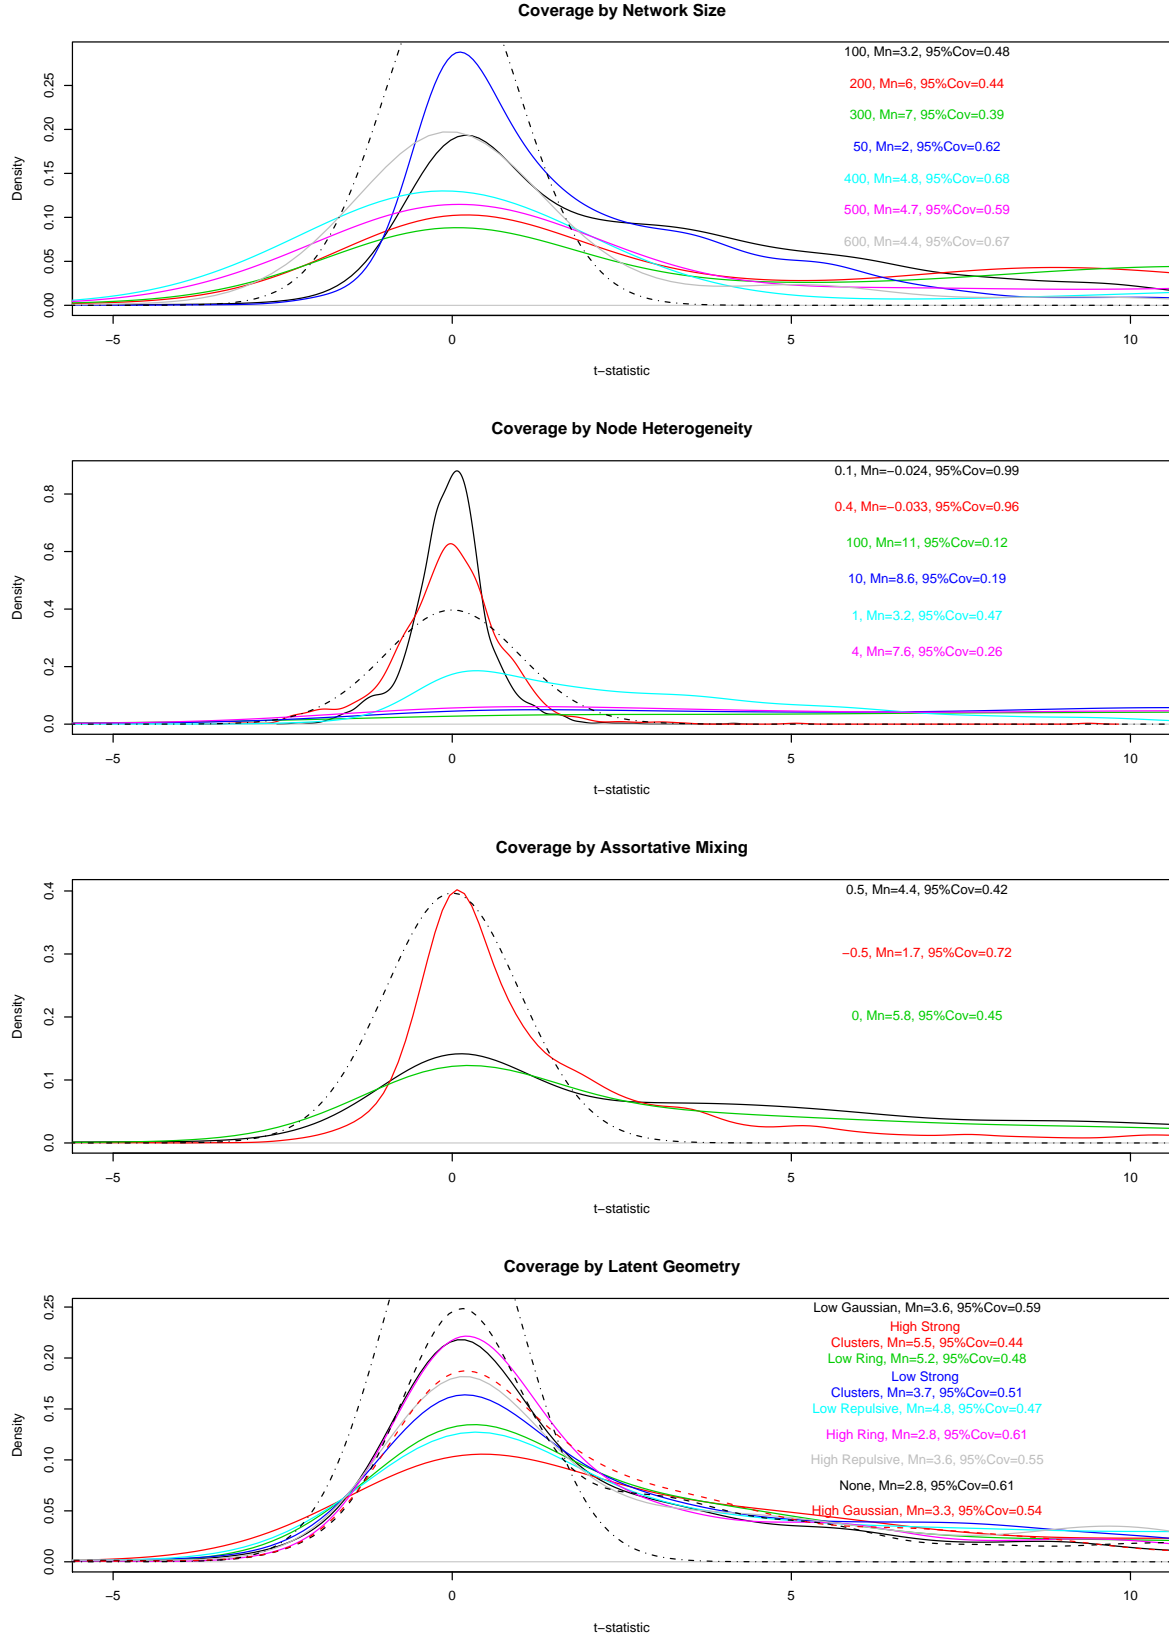 Coverage by Network Size
100, Mn=3.2, 95%Cov=0.48
200, Mn=6, 95%Cov=0.44
300, Mn=7, 95%Cov=0.39
50, Mn=2, 95%Cov=0.62
400, Mn=4.8, 95%Cov=0.68
500, Mn=4.7, 95%Cov=0.59
600, Mn=4.4, 95%Cov=0.67
Density
0.00 0.05 0.10 0.15 0.20 0.25
−5 0 5 10
t−statistic
Coverage by Node Heterogeneity
0.1, Mn=−0.024, 95%Cov=0.99
0.4, Mn=−0.033, 95%Cov=0.96
100, Mn=11, 95%Cov=0.12
10, Mn=8.6, 95%Cov=0.19
1, Mn=3.2, 95%Cov=0.47
4, Mn=7.6, 95%Cov=0.26
Density
0.0 0.2 0.4 0.6 0.8
−5 0 5 10
t−statistic
Coverage by Assortative Mixing
0.5, Mn=4.4, 95%Cov=0.42
−0.5, Mn=1.7, 95%Cov=0.72
0, Mn=5.8, 95%Cov=0.45
Density
0.0 0.1 0.2 0.3 0.4
−5 0 5 10
t−statistic
Coverage by Latent Geometry
Low Gaussian, Mn=3.6, 95%Cov=0.59
High Strong
Clusters, Mn=5.5, 95%Cov=0.44
Low Ring, Mn=5.2, 95%Cov=0.48
Low Strong
Clusters, Mn=3.7, 95%Cov=0.51
Low Repulsive, Mn=4.8, 95%Cov=0.47
High Ring, Mn=2.8, 95%Cov=0.61
High Repulsive, Mn=3.6, 95%Cov=0.55
None, Mn=2.8, 95%Cov=0.61
High Gaussian, Mn=3.3, 95%Cov=0.54
Density
0.00 0.05 0.10 0.15 0.20 0.25
−5 0 5 10
t−statistic